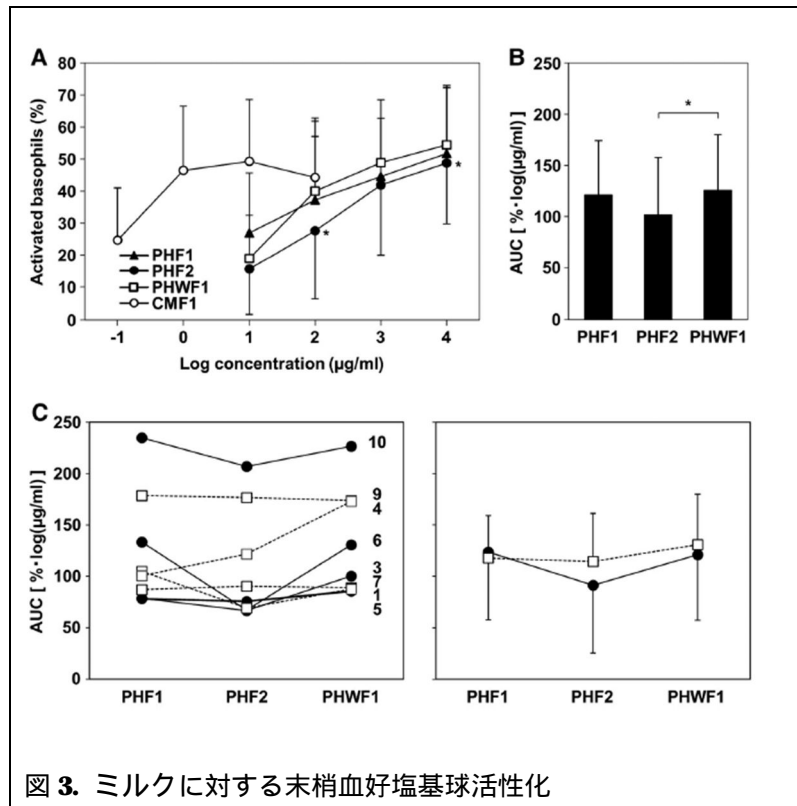 A
80
70
60
50
40
30
20
10
0
Activated basophils (%)
PHF1
PHF2
PHWF1
CMF1
*
*
-1 0 1 2 3 4
Log concentration (µg/ml)
B
250
200
150
100
50
0
AUC [ %·log(µg/ml) ]
*
PHF1 PHF2 PHWF1
C
250
200
150
100
50
0
AUC [ %·log(µg/ml) ]
10
9
4
6
3
7
1
5
PHF1 PHF2 PHWF1
PHF1 PHF2 PHWF1
図 3. ミルクに対する末梢血好塩基球活性化